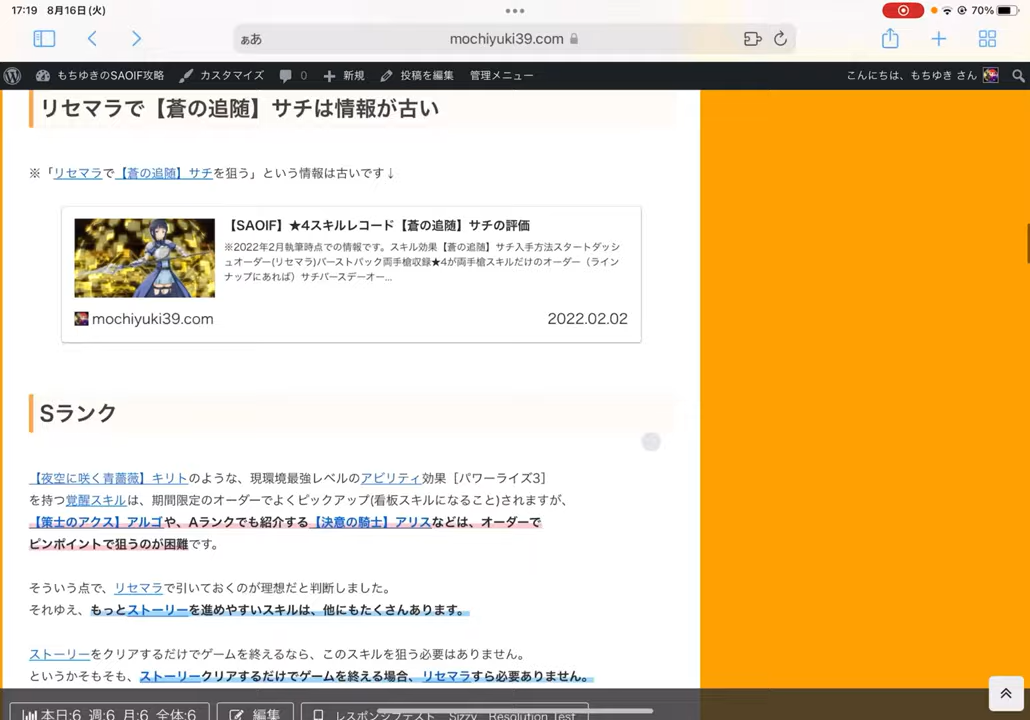 17:19 8月16日(火)
70%
ぁあ
mochiyuki39.com
もちゆきのSAOIF攻略 カスタマイズ 0 新規 投稿を編集 管理メニュー こんにちは、もちゆき さん
リセマラで【蒼の追随】サチは情報が古い
※「リセマラで【蒼の追随】サチを狙う」という情報は古いです↓
【SAOIF】★4スキルレコード【蒼の追随】サチの評価
※2022年2月執筆時点での情報です。スキル効果【蒼の追随】サチ入手方法スタートダッ
シュオーダー(リセマラ)バーストパック両手槍収録★4が両手槍スキルだけのオーダー（ライン
ナップにあれば）サチバースデーオー...
mochiyuki39.com 2022.02.02
Sランク
【夜空に咲く青薔薇】キリトのような、現環境最強レベルのアビリティ効果［パワーライズ3］
を持つ覚醒スキルは、期間限定のオーダーでよくピックアップ(看板スキルになること)されますが、
【策士のアクス】アルゴや、Aランクでも紹介する【決意の騎士】アリスなどは、オーダーで
ピンポイントで狙うのが困難です。
そういう点で、リセマラで引いておくのが理想だと判断しました。
それゆえ、もっとストーリーを進めやすいスキルは、他にもたくさんあります。
ストーリーをクリアするだけでゲームを終えるなら、このスキルを狙う必要はありません。
というかそもそも、ストーリークリアするだけでゲームを終える場合、リセマラすら必要ありません。
本日:6 週:6 月:6 全体:6 編集 レスポンシブテスト Sizzy Resolution Test